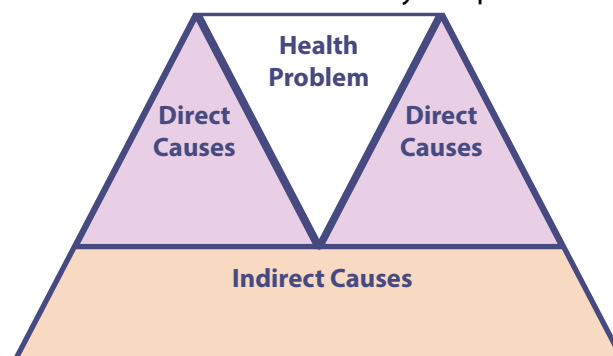 Health
Problem
Direct
Causes
Direct
Causes
Indirect Causes